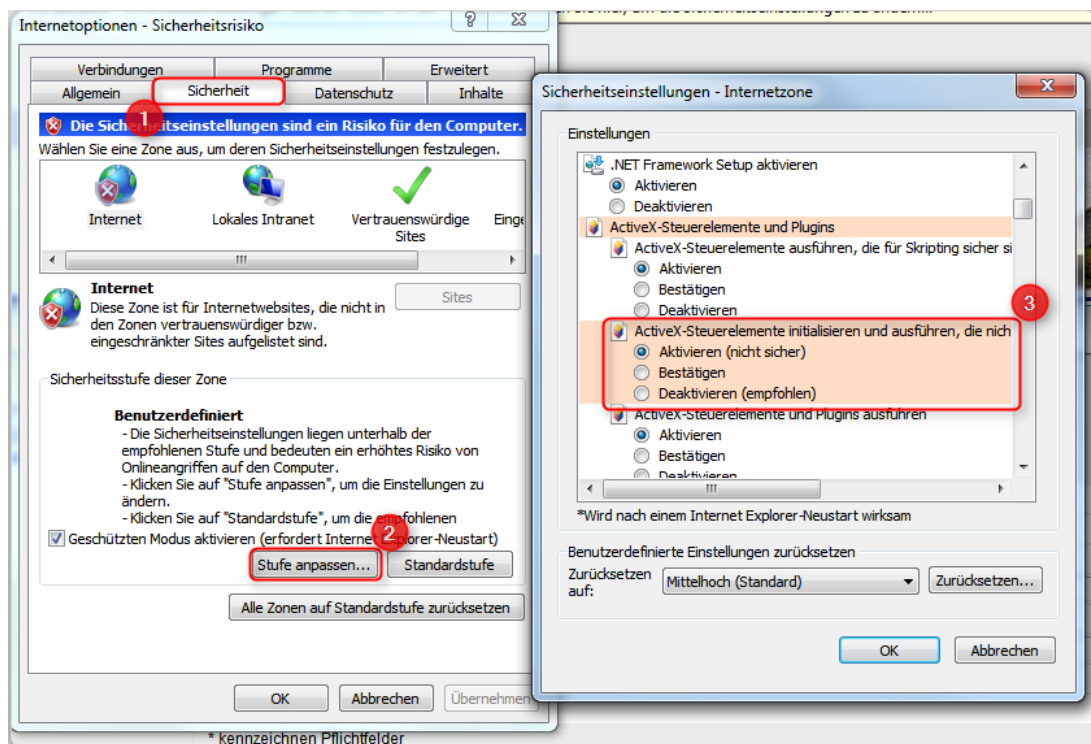 Internetoptionen - Sicherheitsrisiko
Verbindungen
Programme
Erweitert
Allgemein
Sicherheit
Datenschutz
Inhalte
1
Die Sicherheitseinstellungen sind ein Risiko für den Computer.
Wählen Sie eine Zone aus, um deren Sicherheitseinstellungen festzulegen.
Internet
Lokales Intranet
Vertrauenswürdige
Sites
Einge
Internet
Diese Zone ist für Internetwebsites, die nicht in
den Zonen vertrauenswürdiger bzw.
eingeschränkter Sites aufgelistet sind.
Sites
Sicherheitsstufe dieser Zone
Benutzerdefiniert
- Die Sicherheitseinstellungen liegen unterhalb der
empfohlenen Stufe und bedeuten ein erhöhtes Risiko von
Onlineangriffen auf den Computer.
- Klicken Sie auf "Stufe anpassen", um die Einstellungen zu
ändern.
- Klicken Sie auf "Standardstufe", um die empfohlenen
2
Geschützten Modus aktivieren (erfordert Internet Explorer-Neustart)
Stufe anpassen...
Standardstufe
Alle Zonen auf Standardstufe zurücksetzen
OK
Abbrechen
Übernehmen
* kennzeichnen Pflichtfelder
Sicherheitseinstellungen - Internetzone
Einstellungen
.NET Framework Setup aktivieren
Aktivieren
Deaktivieren
ActiveX-Steuerelemente und Plugins
ActiveX-Steuerelemente ausführen, die für Skripting sicher si
Aktivieren
Bestätigen
Deaktivieren
3
ActiveX-Steuerelemente initialisieren und ausführen, die nich
Aktivieren (nicht sicher)
Bestätigen
Deaktivieren (empfohlen)
ActiveX-Steuerelemente und Plugins ausführen
Aktivieren
Bestätigen
Deaktivieren
*Wird nach einem Internet Explorer-Neustart wirksam
Benutzerdefinierte Einstellungen zurücksetzen
Zurücksetzen
auf:
Mittelhoch (Standard)
Zurücksetzen...
OK
Abbrechen